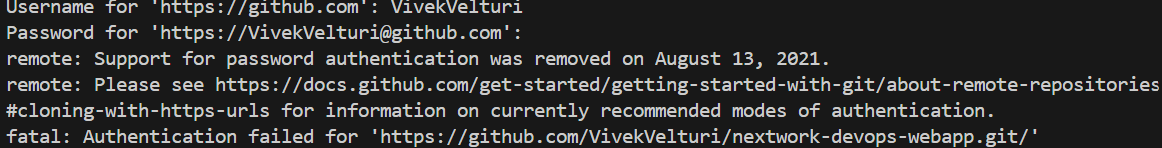 Username for 'https://github.com': VivekVelturi
Password for 'https://VivekVelturi@github.com':
remote: Support for password authentication was removed on August 13, 2021.
remote: Please see https://docs.github.com/get-started/getting-started-with-git/about-remote-repositories
#cloning-with-https-urls for information on currently recommended modes of authentication.
fatal: Authentication failed for 'https://github.com/VivekVelturi/nextwork-devops-webapp.git/'